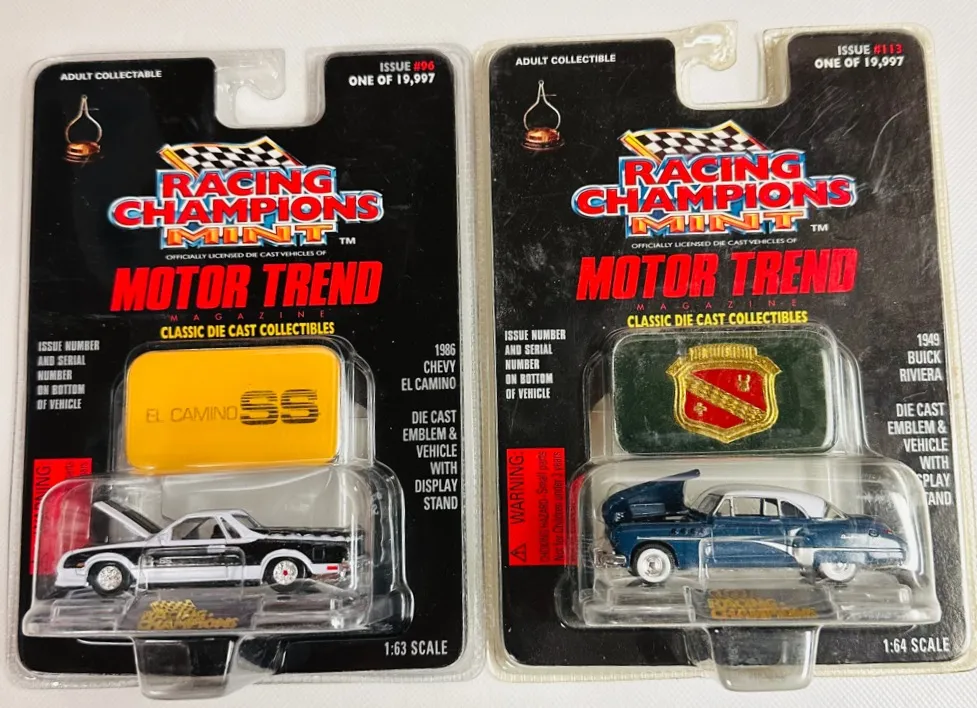 ADULT COLLECTABLE
ISSUE #96
ONE OF 19,997
RACING
CHAMPIONS
MINT
TM
OFFICIALLY LICENSED DIE CAST VEHICLES OF
MOTOR TREND
MAGAZINE
CLASSIC DIE CAST COLLECTIBLES
ISSUE NUMBER
AND SERIAL
NUMBER
ON BOTTOM
OF VEHICLE
1986
CHEVY
EL CAMINO
EL CAMINO SS
DIE CAST
EMBLEM &
VEHICLE
WITH
DISPLAY
STAND
RACING
CHAMPIONS
1:63 SCALE
ADULT COLLECTIBLE
ISSUE #113
ONE OF 19,997
RACING
CHAMPIONS
MINT
TM
OFFICIALLY LICENSED DIE CAST VEHICLES OF
MOTOR TREND
MAGAZINE
CLASSIC DIE CAST COLLECTIBLES
ISSUE NUMBER
AND SERIAL
NUMBER
ON BOTTOM
OF VEHICLE
1949
BUICK
RIVIERA
DIE CAST
EMBLEM &
VEHICLE
WITH
WARNING:
RACING
CHAMPIONS
1:64 SCALE